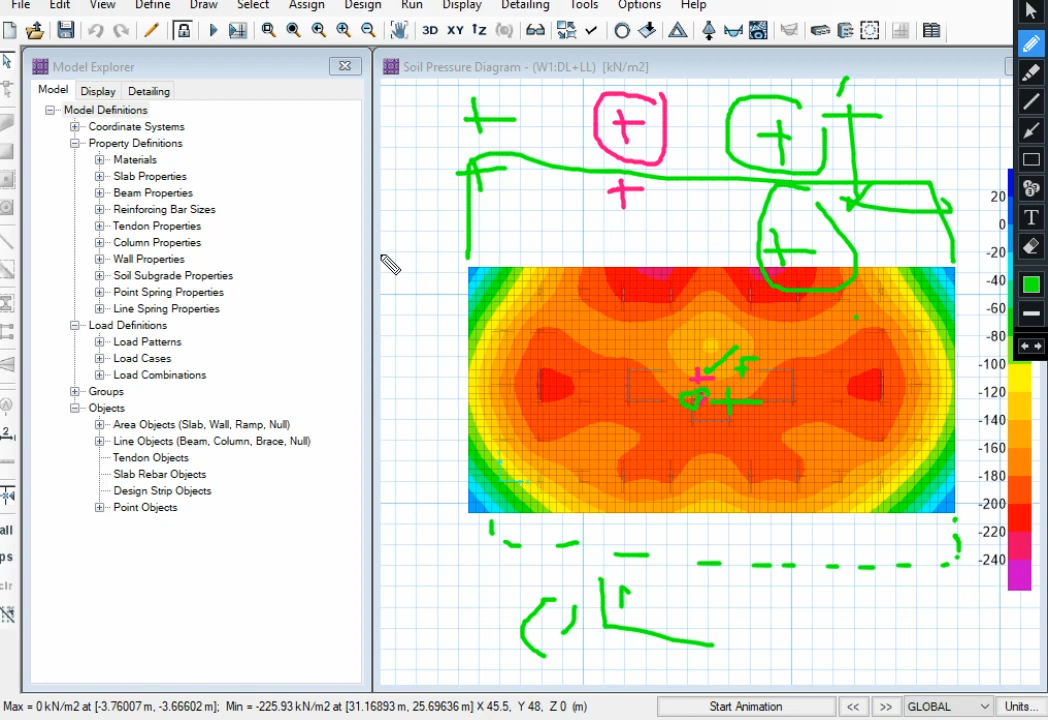 File Edit View Define Draw Select Assign Design Run Display Detailing Tools Options Help
3D XY
Model Explorer
Soil Pressure Diagram - (W1:DL+LL) [kN/m2]
Model Display Detailing
Model Definitions
Coordinate Systems
Property Definitions
Materials
Slab Properties
Beam Properties
Reinforcing Bar Sizes
Tendon Properties
Column Properties
Wall Properties
Soil Subgrade Properties
Point Spring Properties
Line Spring Properties
Load Definitions
Load Patterns
Load Cases
Load Combinations
Groups
Objects
Area Objects (Slab, Wall, Ramp, Null)
Line Objects (Beam, Column, Brace, Null)
Tendon Objects
Slab Rebar Objects
Design Strip Objects
Point Objects
20
0
-20
-40
-60
-80
-100
-120
-140
-160
-180
-200
-220
-240
T
all
ps
clr
Max = 0 kN/m2 at [-3.76007 m, -3.66602 m]; Min = -225.93 kN/m2 at [31.16893 m, 25.69636 m] X 45.5, Y 48, Z 0 (m)
Start Animation
<< >>
GLOBAL
Units...